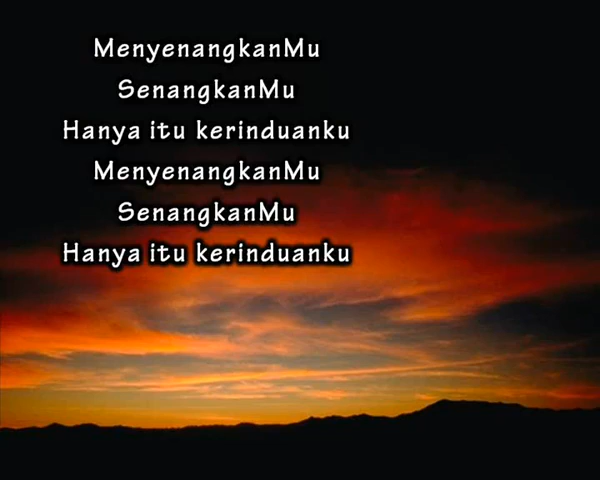 MenyenangkanMu
SenangkanMu
Hanya itu kerinduanku
MenyenangkanMu
SenangkanMu
Hanya itu kerinduanku